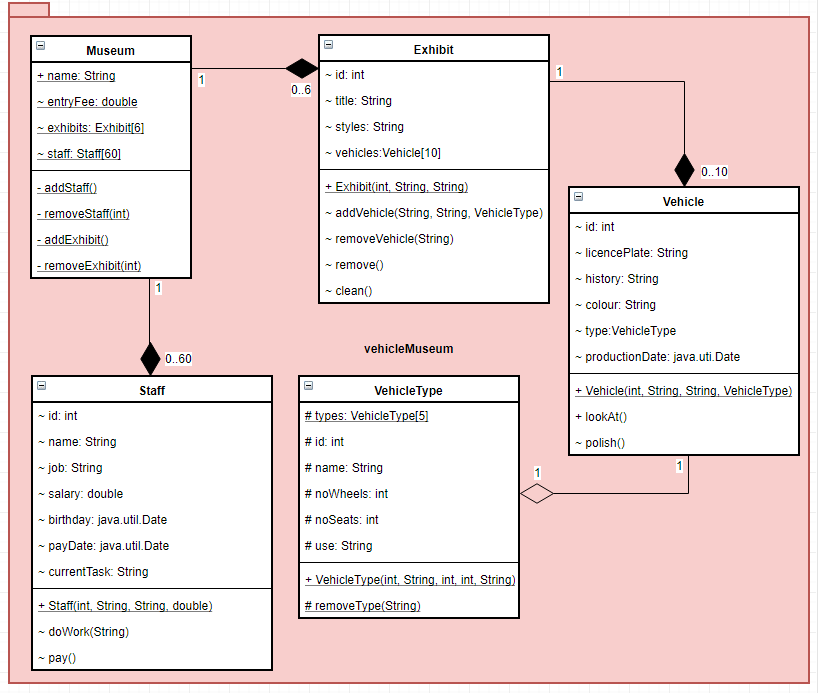 Museum
+ name: String
~ entryFee: double
~ exhibits: Exhibit[6]
~ staff: Staff[60]
- addStaff()
- removeStaff(int)
- addExhibit()
- removeExhibit(int)
1
0..6
Exhibit
~ id: int
~ title: String
~ styles: String
~ vehicles:Vehicle[10]
+ Exhibit(int, String, String)
~ addVehicle(String, String, VehicleType)
~ removeVehicle(String)
~ remove()
~ clean()
1
0..10
Vehicle
~ id: int
~ licencePlate: String
~ history: String
~ colour: String
~ type:VehicleType
~ productionDate: java.uti.Date
+ Vehicle(int, String, String, VehicleType)
+ lookAt()
~ polish()
1
0..60
vehicleMuseum
Staff
~ id: int
~ name: String
~ job: String
~ salary: double
~ birthday: java.util.Date
~ payDate: java.util.Date
~ currentTask: String
+ Staff(int, String, String, double)
~ doWork(String)
~ pay()
VehicleType
# types: VehicleType[5]
# id: int
# name: String
# noWheels: int
# noSeats: int
# use: String
+ VehicleType(int, String, int, int, String)
# removeType(String)
1
1